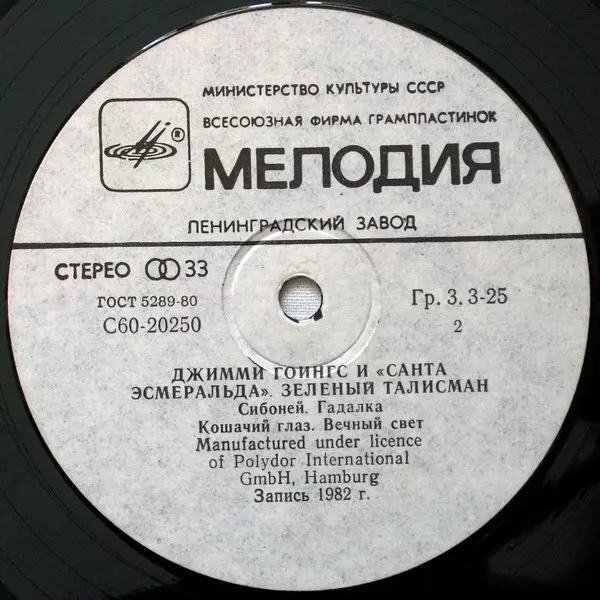 МИНИСТЕРСТВО КУЛЬТУРЫ СССР
ВСЕСОЮЗНАЯ ФИРМА ГРАМПЛАСТИНОК
®
МЕЛОДИЯ
ЛЕНИНГРАДСКИЙ ЗАВОД
СТЕРЕО 33
ГОСТ 5289-80
Гр. 3. 3-25
С60-20250
2
ДЖИММИ ГОИНГС И «САНТА
ЭСМЕРАЛЬДА». ЗЕЛЕНЫЙ ТАЛИСМАН
Сибоней. Гадалка
Кошачий глаз. Вечный свет
Manufactured under licence
of Polydor International
GmbH, Hamburg
Запись 1982 г.